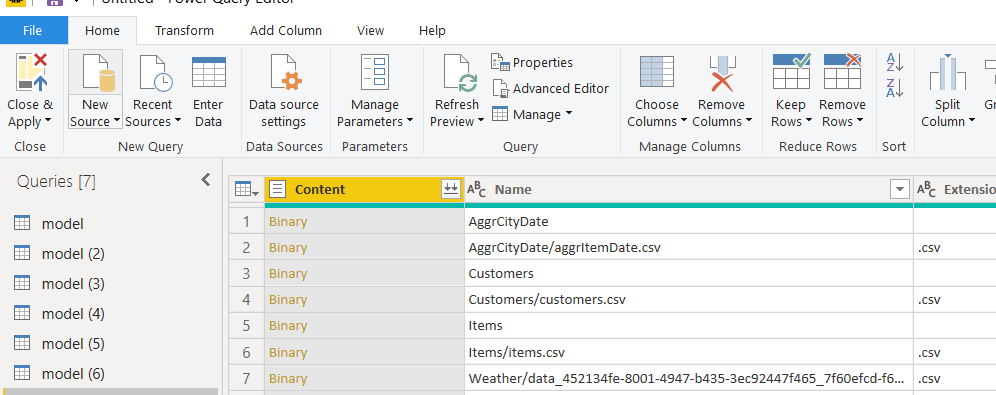 Untitled - Power Query Editor
File Home Transform Add Column View Help
Close & Apply
New Source
Recent Sources
Enter Data
Data source settings
Manage Parameters
Refresh Preview
Properties
Advanced Editor
Manage
Choose Columns
Remove Columns
Keep Rows
Remove Rows
A
Z
Z
A
Split Column
Close
New Query
Data Sources
Parameters
Query
Manage Columns
Reduce Rows
Sort
Queries [7]
model
model (2)
model (3)
model (4)
model (5)
model (6)
Content ABC Name ABC
1 Binary AggrCityDate
2 Binary AggrCityDate/aggrItemDate.csv .csv
3 Binary Customers
4 Binary Customers/customers.csv .csv
5 Binary Items
6 Binary Items/items.csv .csv
7 Binary Weather/data_452134fe-8001-4947-b435-3ec92447f465_7f60efcd-f6... .csv